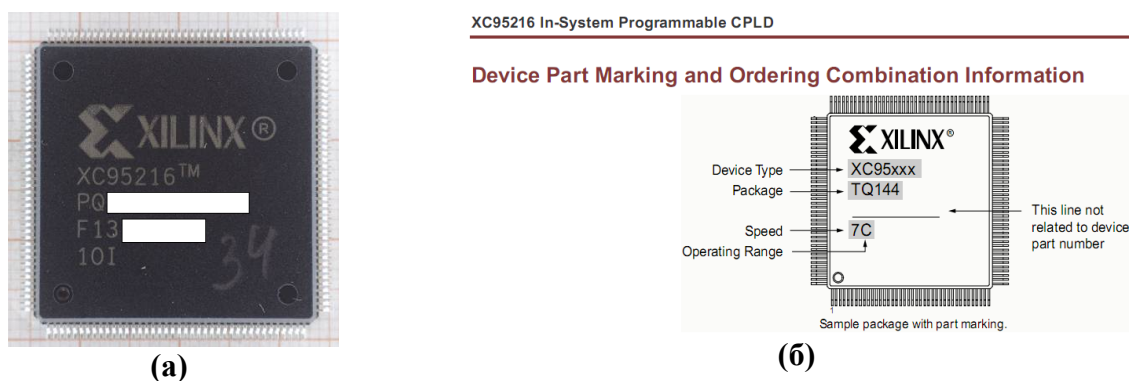 XILINX®
XC95216™
PQ
F13
10I
34
(а)
XC95216 In-System Programmable CPLD
Device Part Marking and Ordering Combination Information
XILINX®
Device Type
XC95xxx
Package
TQ144
This line not
related to device
part number
Speed
7C
Operating Range
1
Sample package with part marking.
(б)